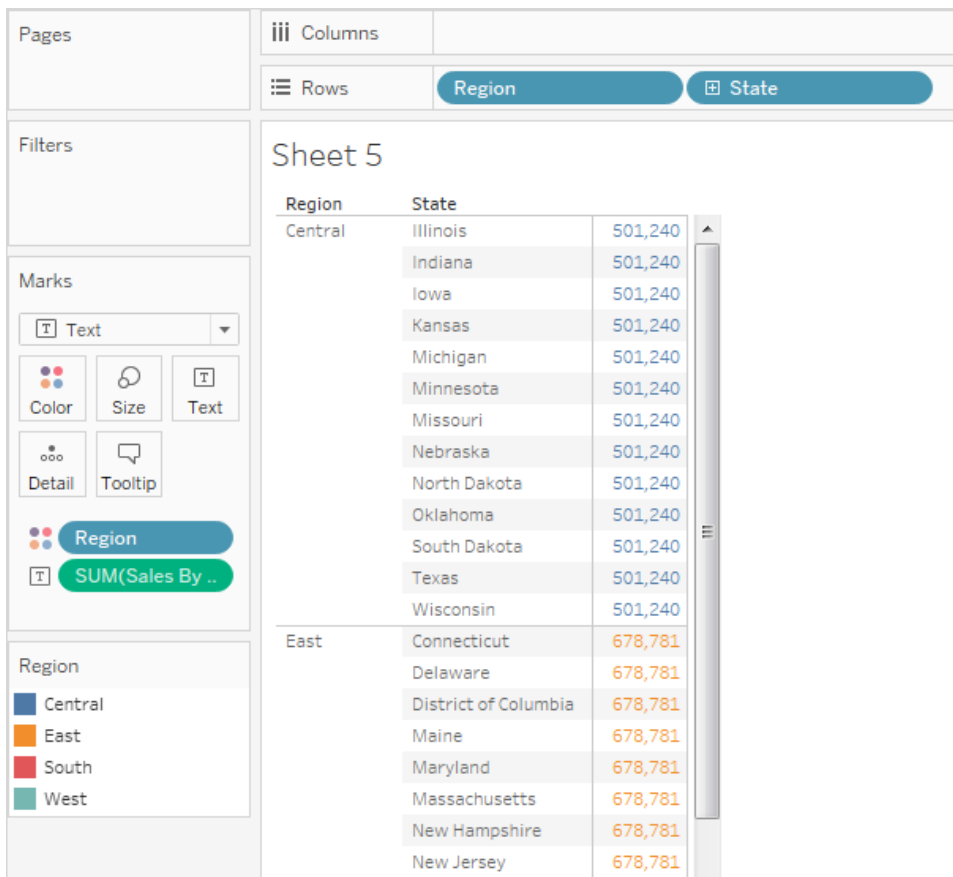 Pages
iii Columns
Rows Region State
Filters
Sheet 5
Region State
Central Illinois 501,240
Indiana 501,240
Iowa 501,240
Kansas 501,240
Michigan 501,240
Minnesota 501,240
Missouri 501,240
Nebraska 501,240
North Dakota 501,240
Oklahoma 501,240
South Dakota 501,240
Texas 501,240
Wisconsin 501,240
East Connecticut 678,781
Delaware 678,781
District of Columbia 678,781
Maine 678,781
Maryland 678,781
Massachusetts 678,781
New Hampshire 678,781
New Jersey 678,781
Marks
T Text
Color Size T Text
Detail Tooltip
Region
T SUM(Sales By ..
Region
Central
East
South
West